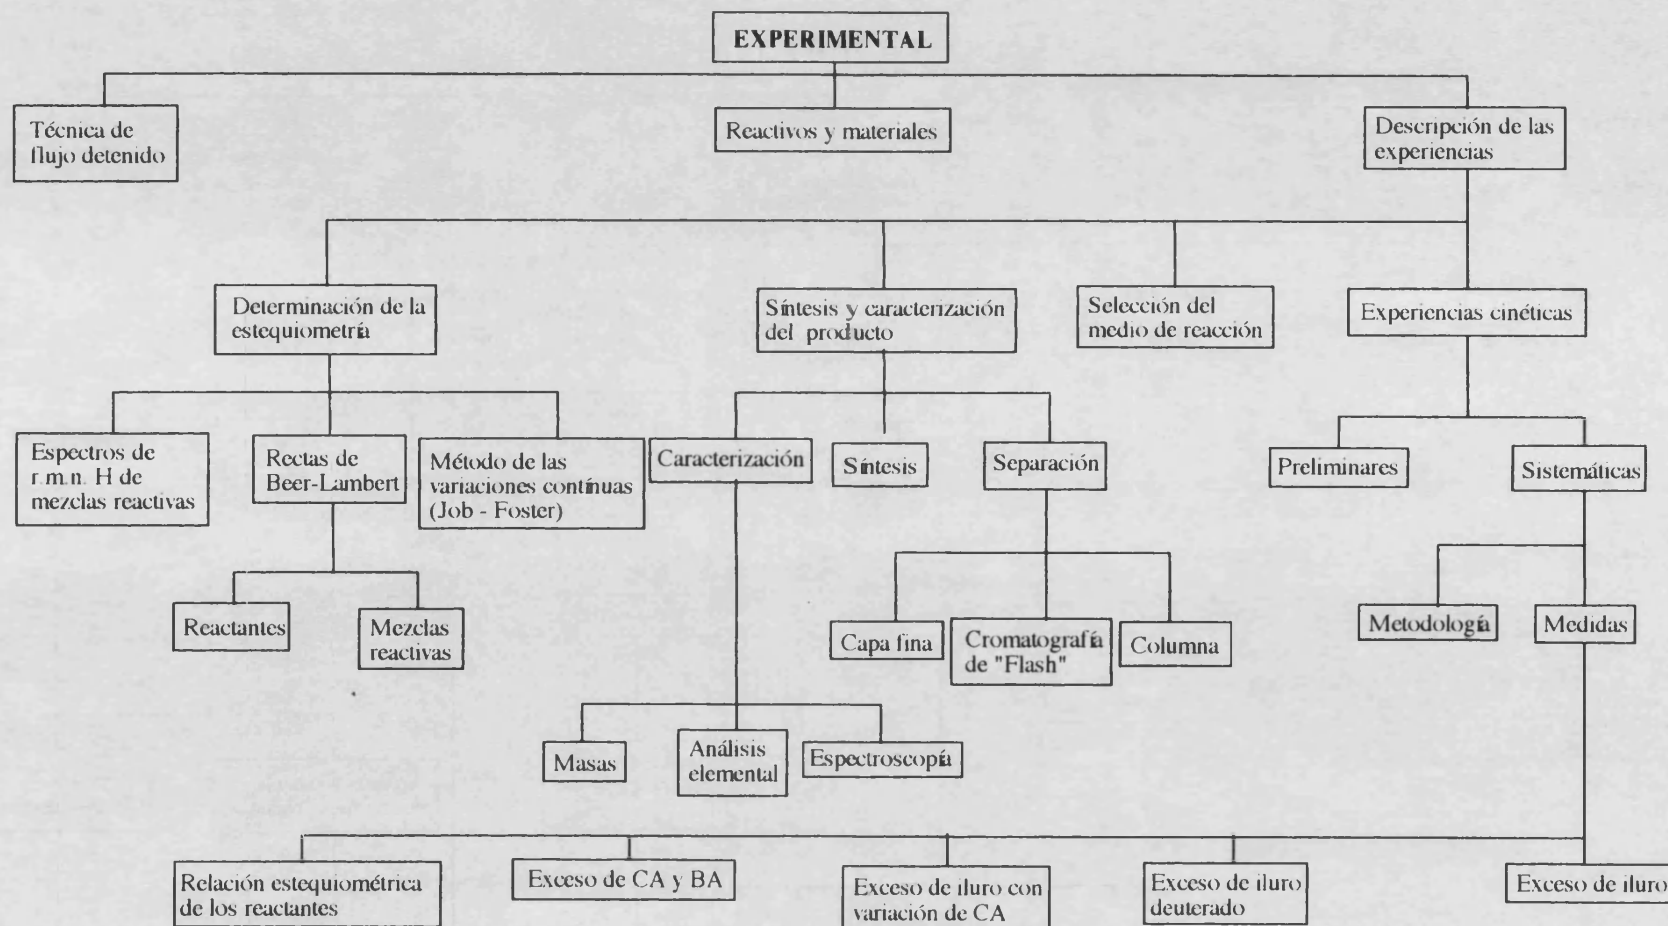 EXPERIMENTAL
Técnica de
flujo detenido
Reactivos y materiales
Descripción de las
experiencias
Determinación de la
estequiometría
Síntesis y caracterización
del producto
Selección del
medio de reacción
Experiencias cinéticas
Espectros de
r.m.n. H de
mezclas reactivas
Rectas de
Beer-Lambert
Método de las
variaciones contínuas
(Job - Foster)
Caracterización
Síntesis
Separación
Preliminares
Sistemáticas
Reactantes
Mezclas
reactivas
Capa fina
Cromatografía
de "Flash"
Columna
Metodología
Medidas
Masas
Análisis
elemental
Espectroscopía
Relación estequiométrica
de los reactantes
Exceso de CA y BA
Exceso de iluro con
variación de CA
Exceso de iluro
deuterado
Exceso de iluro